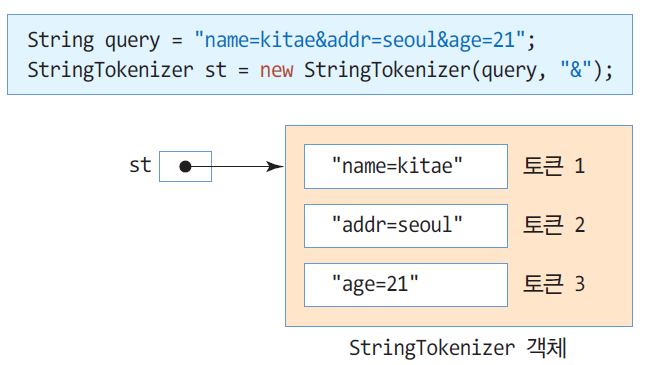 String query = "name=kitae&addr=seoul&age=21";
StringTokenizer st = new StringTokenizer(query, "&");
st
"name=kitae" 토큰 1
"addr=seoul" 토큰 2
"age=21" 토큰 3
StringTokenizer 객체